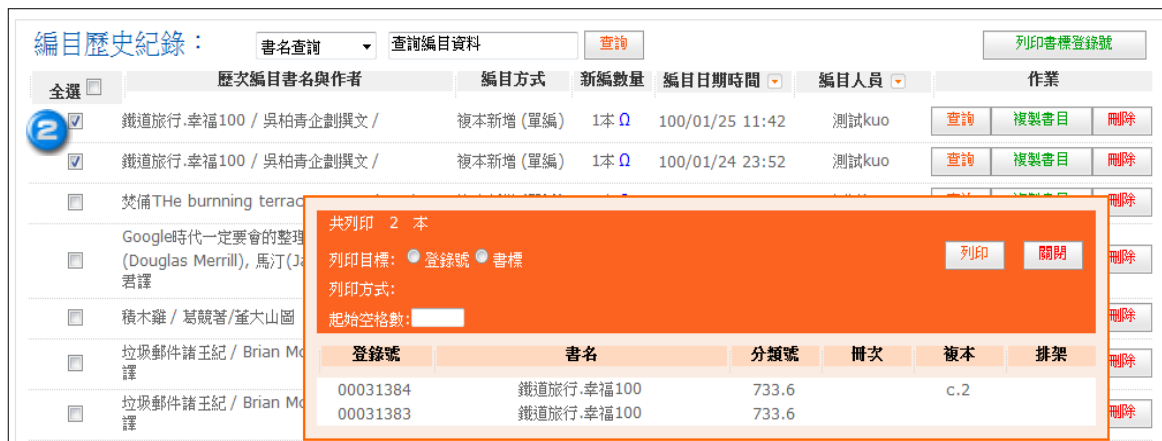 編目歷史紀錄： 書名查詢 查詢編目資料 查詢 列印書標登錄號
全選 歷次編目書名與作者 編目方式 新編數量 編目日期時間 編目人員 作業
2 鐵道旅行.幸福100 / 吳柏青企劃撰文 / 複本新增 (單編) 1本 Ω 100/01/25 11:42 測試kuo 查詢 複製書目 刪除
鐵道旅行.幸福100 / 吳柏青企劃撰文 / 複本新增 (單編) 1本 Ω 100/01/24 23:52 測試kuo 查詢 複製書目 刪除
焚俑THe burnning terrac 刪除
Google時代一定要會的整理
(Douglas Merrill), 馬汀(Ja 刪除
君譯
積木雞 / 葛競著/董大山圖 刪除
垃圾郵件諸王紀 / Brian Mc 刪除
譯
垃圾郵件諸王紀 / Brian Mc 刪除
譯
共列印 2 本
列印目標: 登錄號 書標 列印 關閉
列印方式:
起始空格數:
登錄號 書名 分類號 冊次 複本 排架
00031384 鐵道旅行.幸福100 733.6 c.2
00031383 鐵道旅行.幸福100 733.6